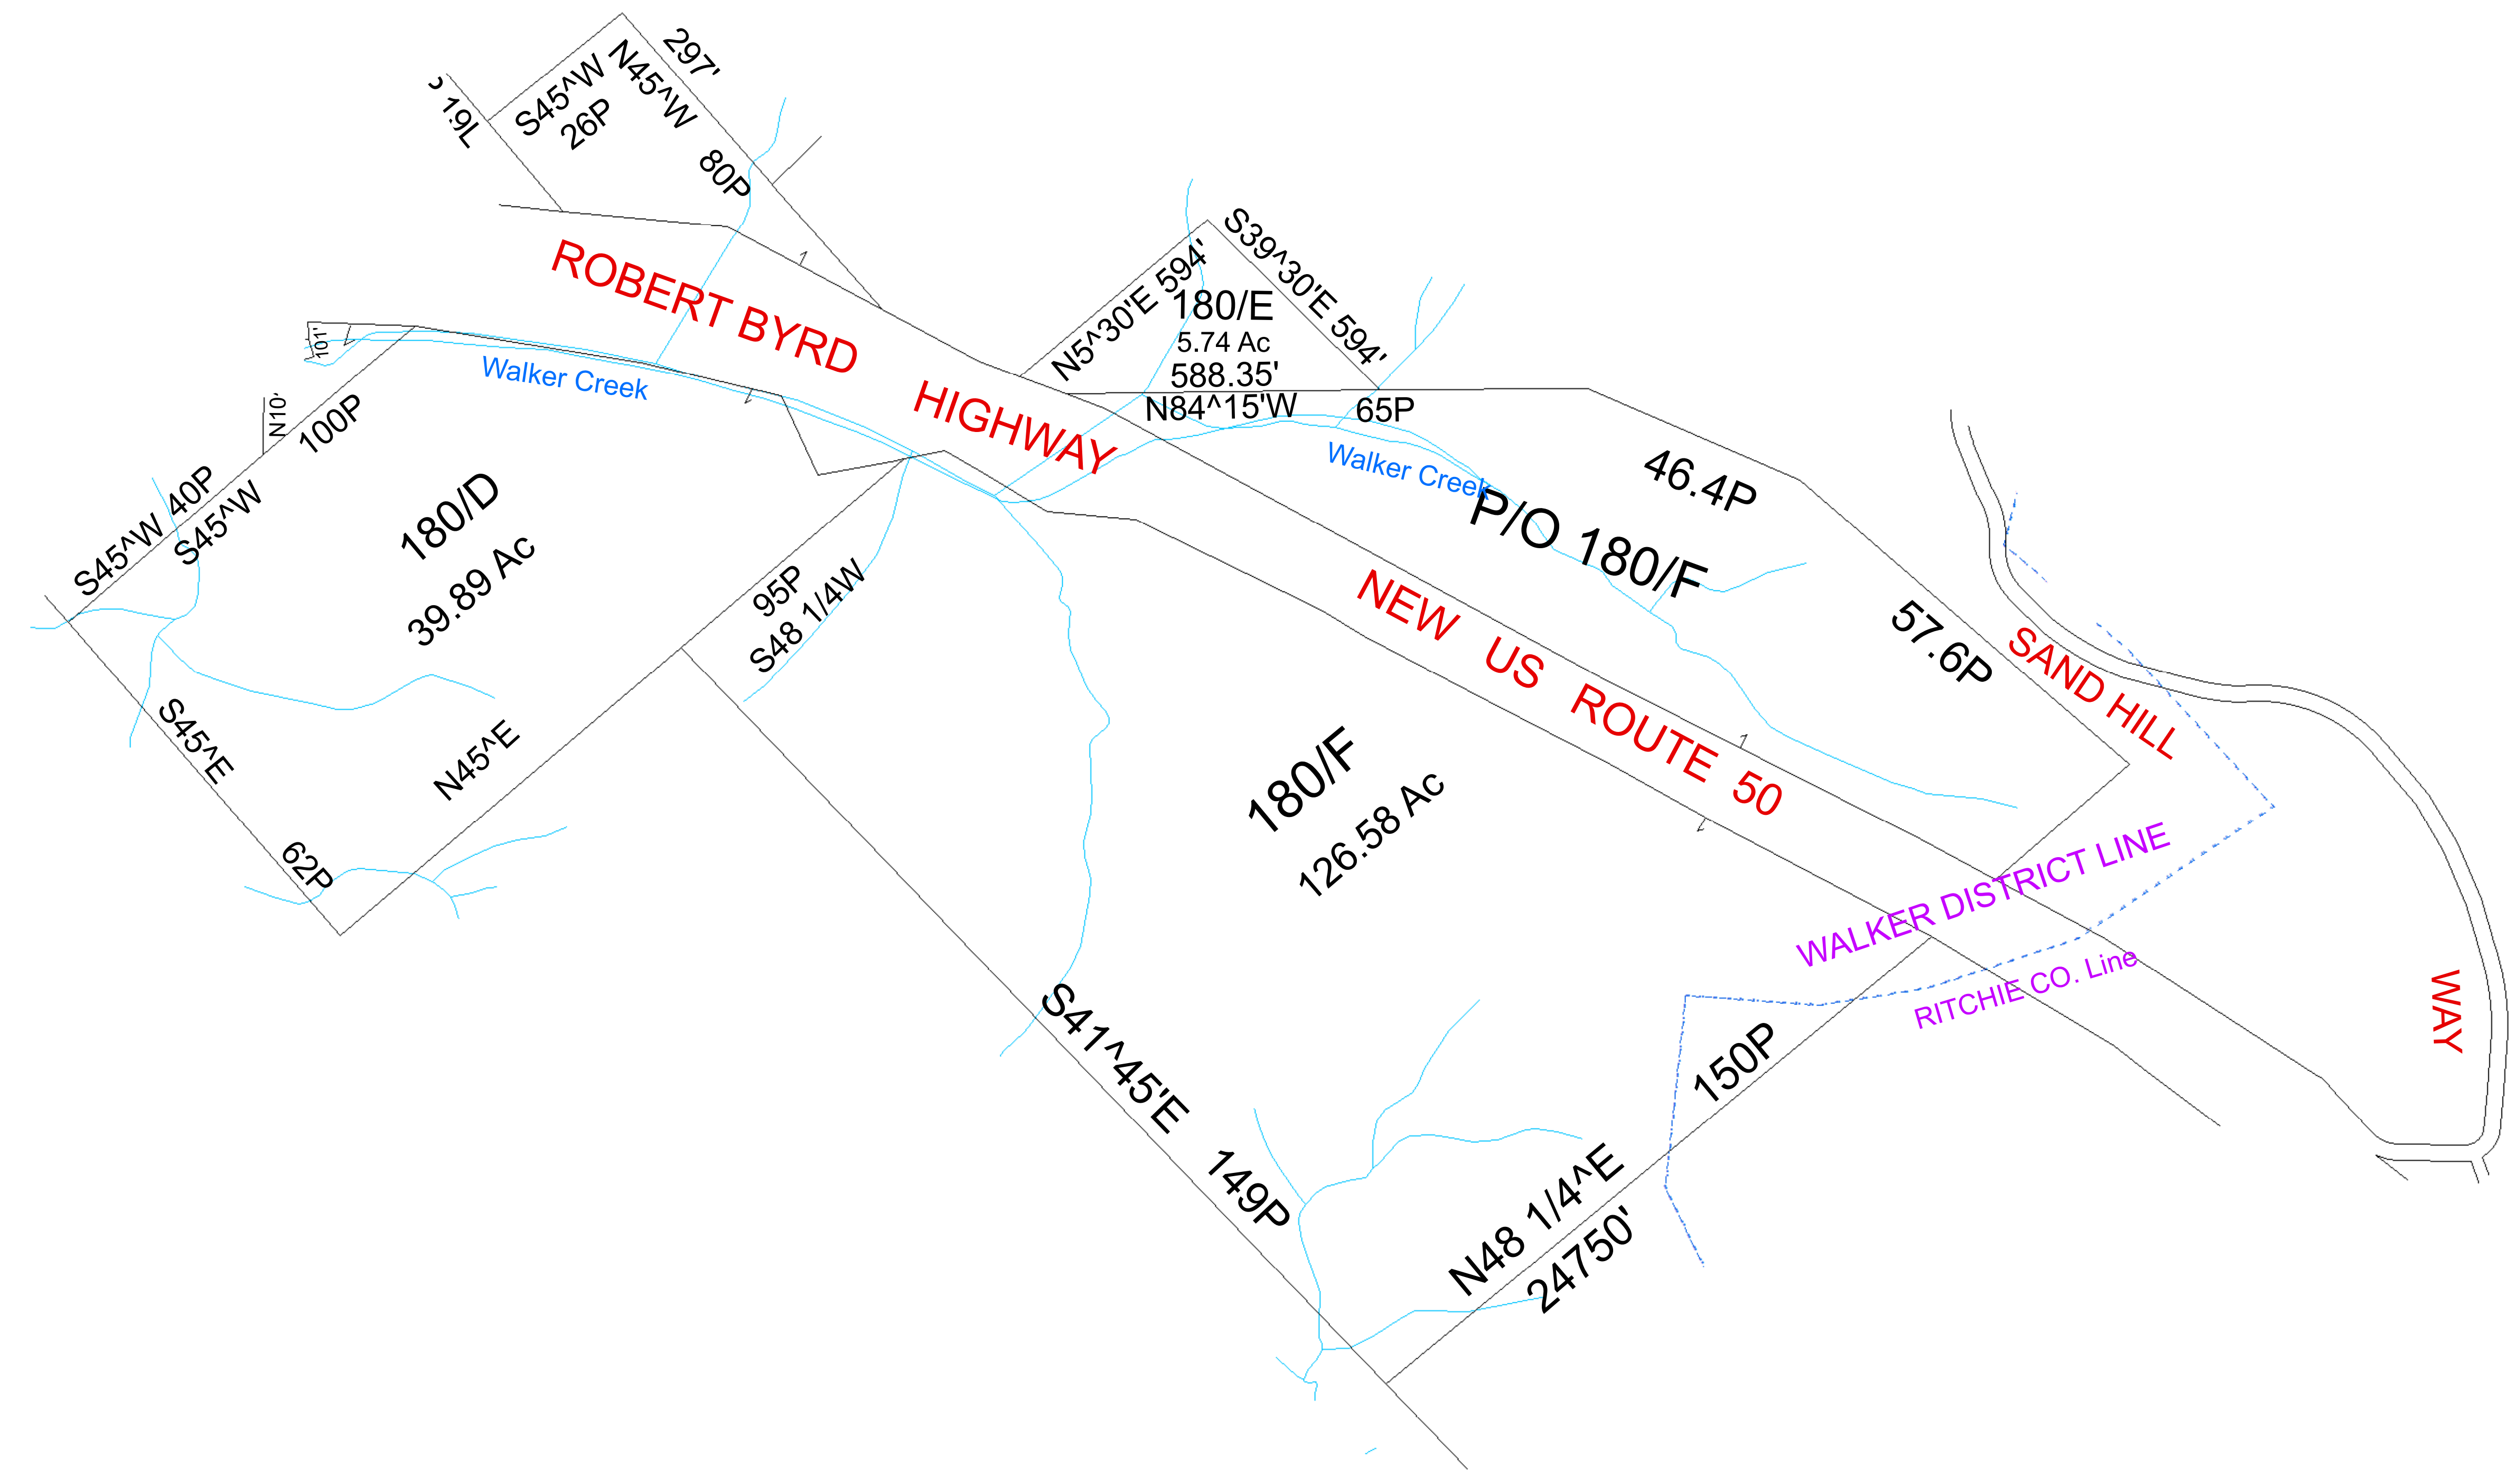 297'
N45^W
S45^W
26P
19L
80P
ROBERT BYRD
HIGHWAY
S39^30'E 594'
N5^30'E 594'
180/E
5.74 Ac
588.35'
N84^15'W
65P
101'
Walker Creek
N10'
100P
S45^W 40P
S45^W
180/D
39.89 Ac
Walker Creek
46.4P
P/O 180/F
95P
S48 1/4W
NEW US ROUTE 50
57.6P
SAND HILL
WAY
S45^E
62P
N45^E
180/F
126.58 Ac
WALKER DISTRICT LINE
RITCHIE CO. Line
S41^45'E 149P
150P
N48 1/4^E
24750'